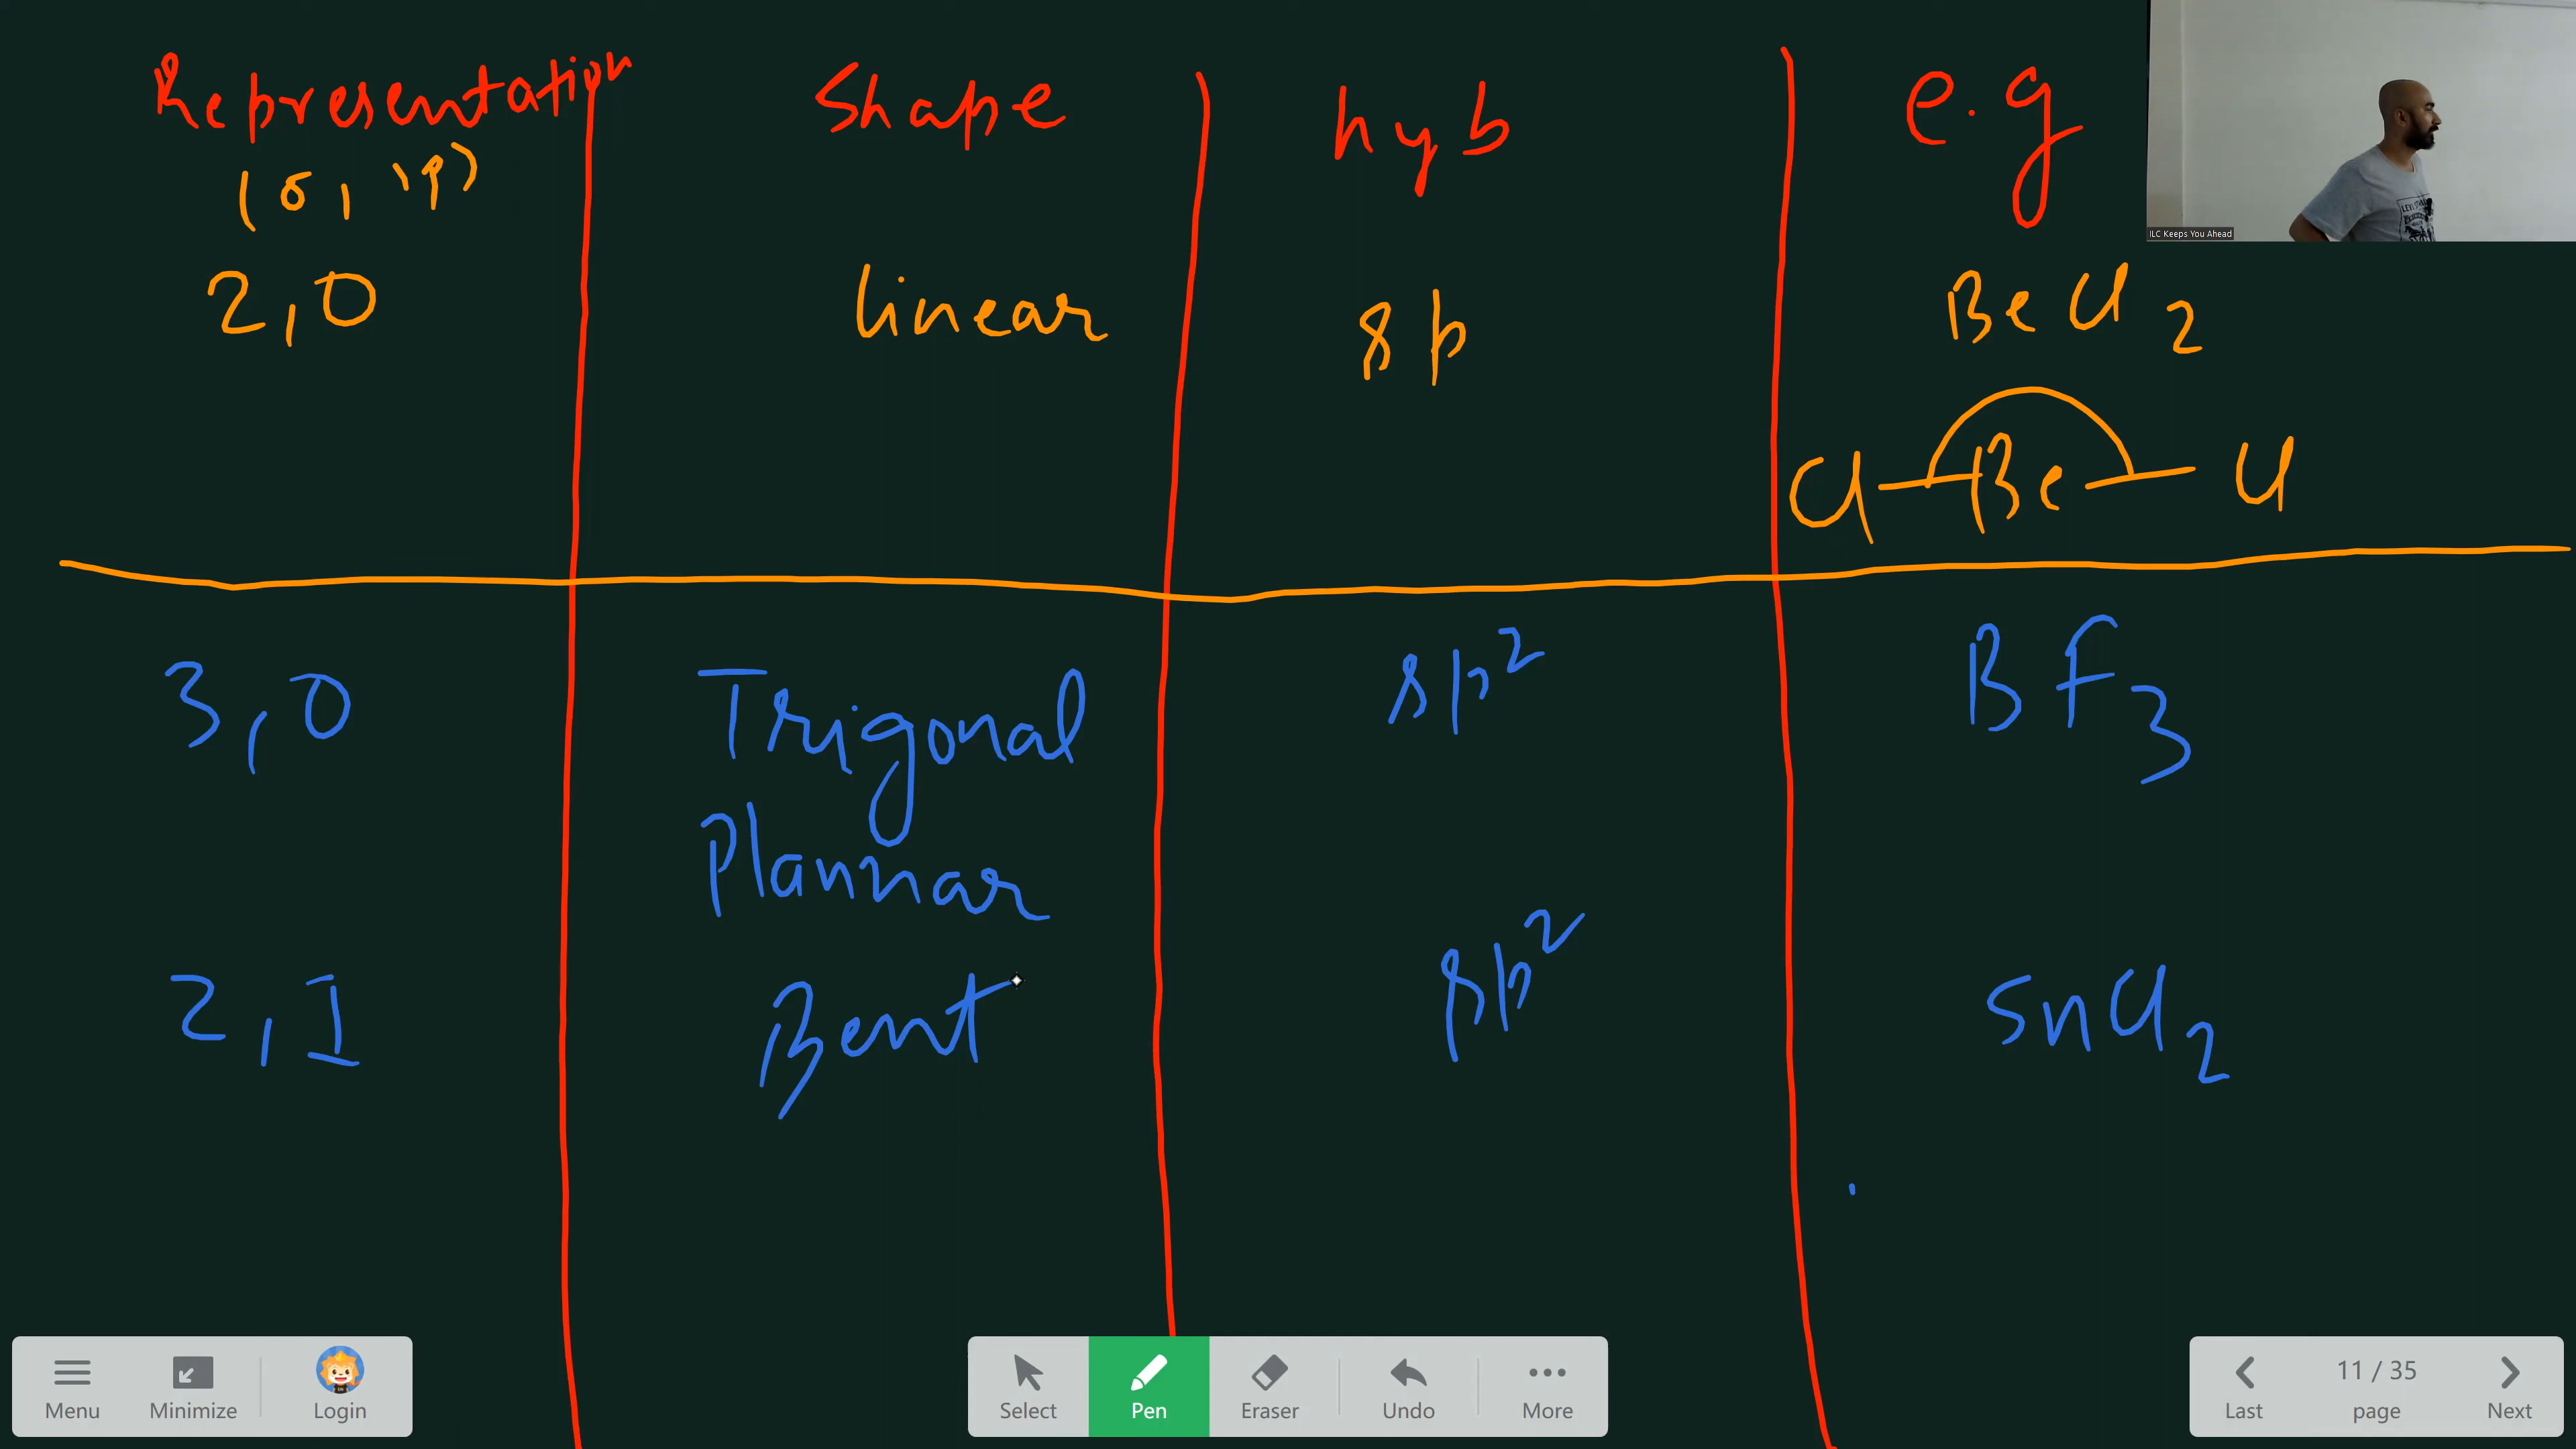 Representation Shape hyb e.g
(σ, lp)
ILC Keeps You Ahead
2,0 linear sp BeCl2
Cl—Be—Cl
3,0 Trigonal sp² BF3
Plannar
2,1 Bent sp² SnCl2
Menu Minimize Login Select Pen Eraser Undo More Last 11 / 35 page Next